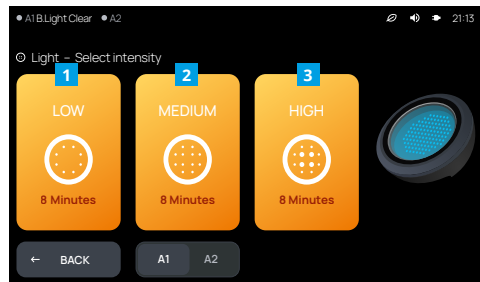 A1 B.Light Clear A2 21:13
Light – Select intensity
1 2 3
LOW MEDIUM HIGH
8 Minutes 8 Minutes 8 Minutes
← BACK A1 A2